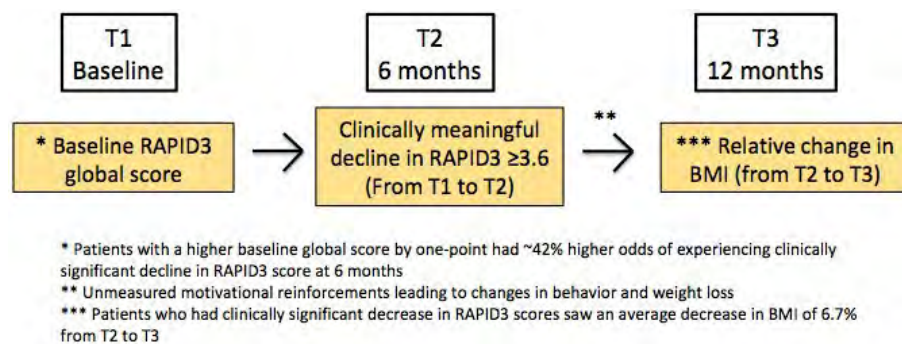 T1
Baseline
T2
6 months
T3
12 months
* Baseline RAPID3
global score
Clinically meaningful
decline in RAPID3 ≥3.6
(From T1 to T2)
**
*** Relative change in
BMI (from T2 to T3)
* Patients with a higher baseline global score by one-point had ~42% higher odds of experiencing clinically
significant decline in RAPID3 score at 6 months
** Unmeasured motivational reinforcements leading to changes in behavior and weight loss
*** Patients who had clinically significant decrease in RAPID3 scores saw an average decrease in BMI of 6.7%
from T2 to T3